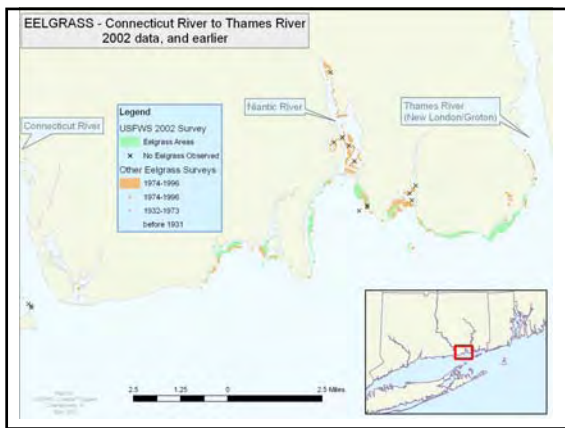 EELGRASS - Connecticut River to Thames River
2002 data, and earlier
Connecticut River
Niantic River
Thames River
(New London/Groton)
Legend
USFWS 2002 Survey
Eelgrass Areas
No Eelgrass Observed
Other Eelgrass Surveys
1974-1996
1974-1996
1932-1973
before 1931
2.5 1.25 0 2.5 Miles